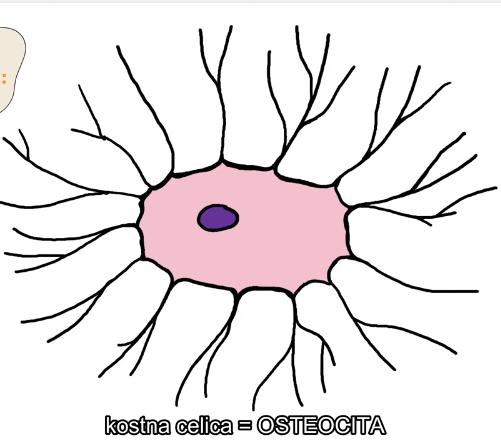 kostna celica = OSTEOCITA